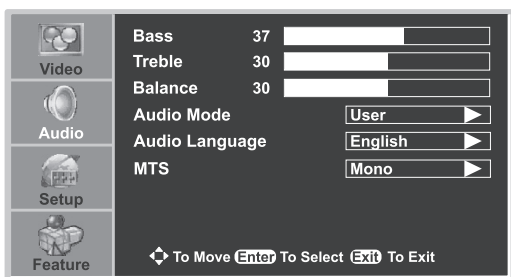 Video
Audio
Setup
Feature
Bass 37
Treble 30
Balance 30
Audio Mode User
Audio Language English
MTS Mono
To Move Enter To Select Exit To Exit